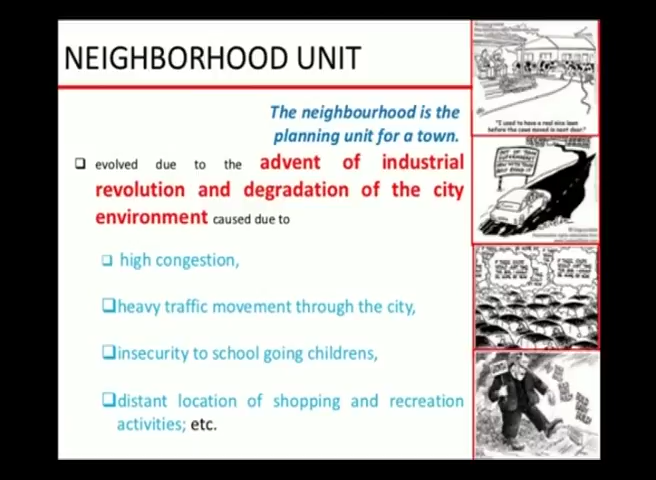 NEIGHBORHOOD UNIT
The neighbourhood is the
planning unit for a town.
❑ evolved due to the advent of industrial
revolution and degradation of the city
environment caused due to
❑ high congestion,
❑heavy traffic movement through the city,
❑insecurity to school going childrens,
❑distant location of shopping and recreation
activities; etc.
"I used to have a real nice lawn
before the cows moved in next door."